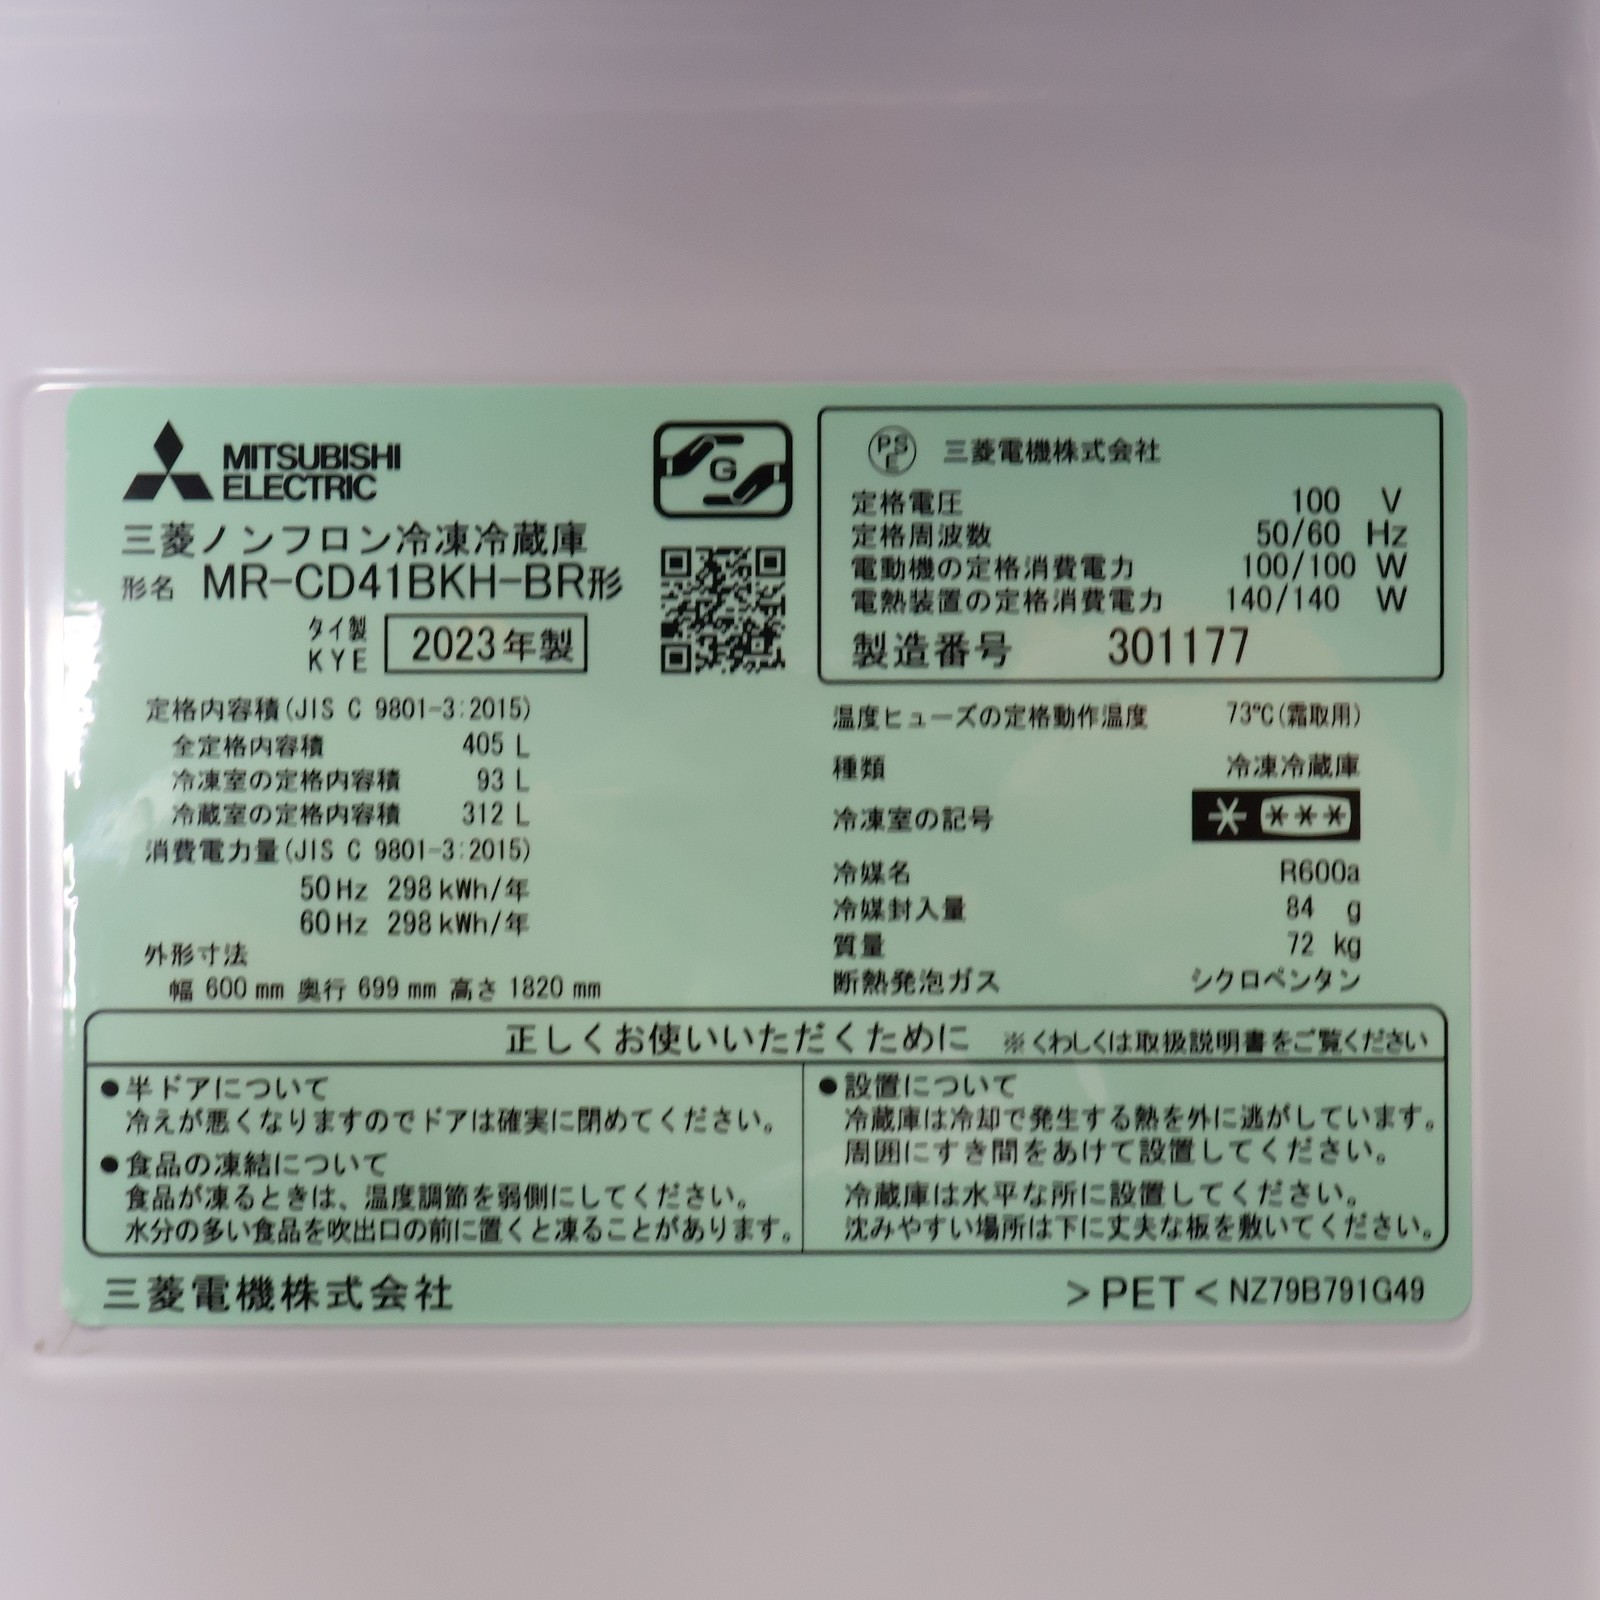 MITSUBISHI
ELECTRIC
G
三菱ノンフロン冷凍冷蔵庫
形名 MR-CD41BKH-BR形
タイ製
KYE
2023年製
定格内容積(JIS C 9801-3:2015)
全定格内容積 405 L
冷凍室の定格内容積 93 L
冷蔵室の定格内容積 312 L
消費電力量(JIS C 9801-3:2015)
50Hz 298kWh/年
60Hz 298kWh/年
外形寸法
幅 600mm 奥行 699mm 高さ 1820mm
PSE 三菱電機株式会社
定格電圧 100 V
定格周波数 50/60 Hz
電動機の定格消費電力 100/100 W
電熱装置の定格消費電力 140/140 W
製造番号 301177
温度ヒューズの定格動作温度 73℃(霜取用)
種類 冷凍冷蔵庫
冷凍室の記号 * ***
冷媒名 R600a
冷媒封入量 84 g
質量 72 kg
断熱発泡ガス シクロペンタン
正しくお使いいただくために ※くわしくは取扱説明書をご覧ください
●半ドアについて
冷えが悪くなりますのでドアは確実に閉めてください。
●食品の凍結について
食品が凍るときは、温度調節を弱側にしてください。
水分の多い食品を吹出口の前に置くと凍ることがあります。
●設置について
冷蔵庫は冷却で発生する熱を外に逃がしています。
周囲にすき間をあけて設置してください。
冷蔵庫は水平な所に設置してください。
沈みやすい場所は下に丈夫な板を敷いてください。
三菱電機株式会社
>PET< NZ79B791G49